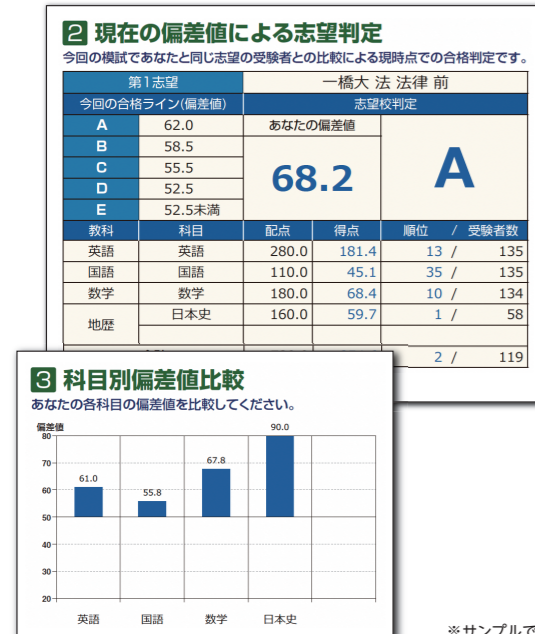 2 現在の偏差値による志望判定
今回の模試であなたと同じ志望の受験者との比較による現時点での合格判定です。
第1志望 一橋大 法 法律 前
今回の合格ライン(偏差値) 志望校判定
A 62.0 あなたの偏差値
B 58.5
C 55.5
D 52.5
E 52.5未満
68.2 A
教科 科目 配点 得点 順位 / 受験者数
英語 英語 280.0 181.4 13 / 135
国語 国語 110.0 45.1 35 / 135
数学 数学 180.0 68.4 10 / 134
地歴 日本史 160.0 59.7 1 / 58
2 / 119
3 科目別偏差値比較
あなたの各科目の偏差値を比較してください。
偏差値
80
70
60
50
40
30
20
61.0 55.8 67.8 90.0
英語 国語 数学 日本史
※サンプルで